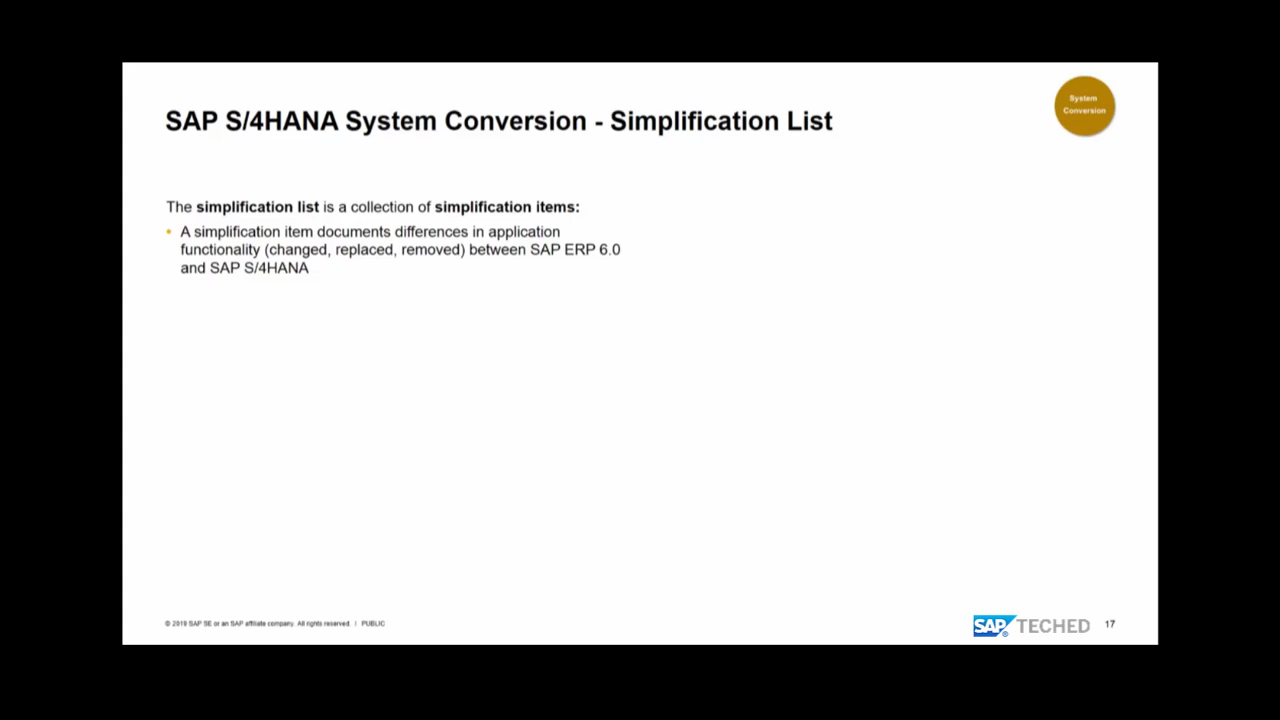 SAP S/4HANA System Conversion - Simplification List
System
Conversion
The simplification list is a collection of simplification items:
• A simplification item documents differences in application
functionality (changed, replaced, removed) between SAP ERP 6.0
and SAP S/4HANA
© 2019 SAP SE or an SAP affiliate company. All rights reserved. | PUBLIC
SAP® TECHED
17